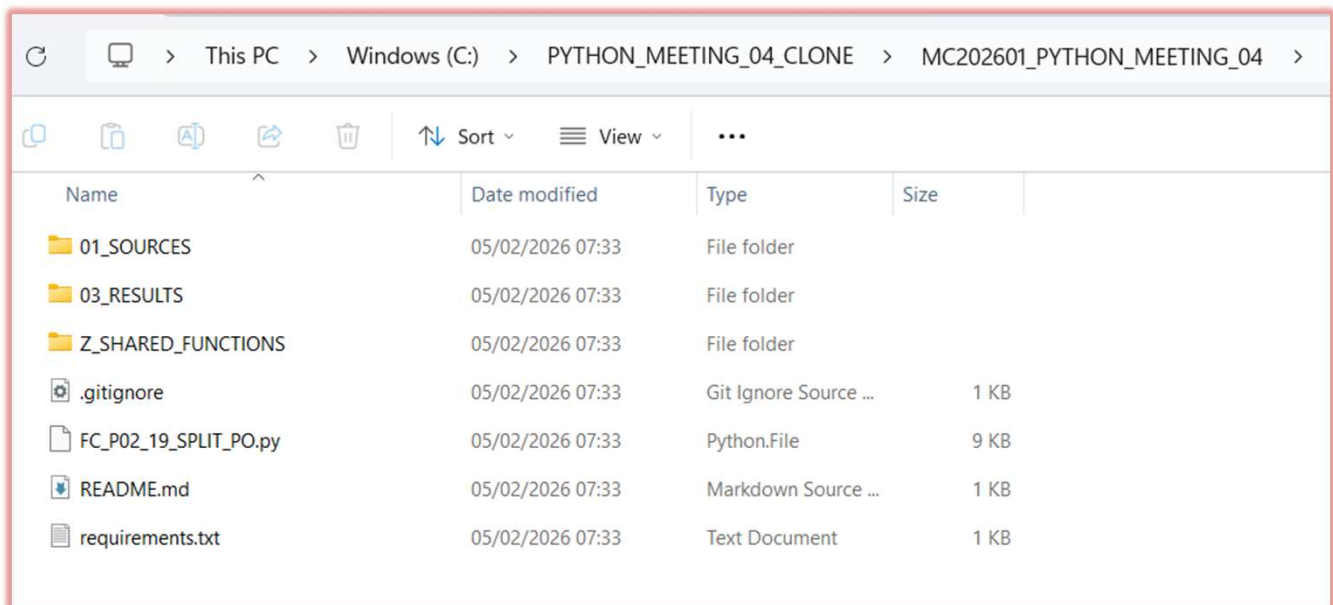 This PC > Windows (C:) > PYTHON_MEETING_04_CLONE > MC202601_PYTHON_MEETING_04 >
Sort View ...
Name Date modified Type Size
01_SOURCES 05/02/2026 07:33 File folder
03_RESULTS 05/02/2026 07:33 File folder
Z_SHARED_FUNCTIONS 05/02/2026 07:33 File folder
.gitignore 05/02/2026 07:33 Git Ignore Source ... 1 KB
FC_P02_19_SPLIT_PO.py 05/02/2026 07:33 Python.File 9 KB
README.md 05/02/2026 07:33 Markdown Source ... 1 KB
requirements.txt 05/02/2026 07:33 Text Document 1 KB